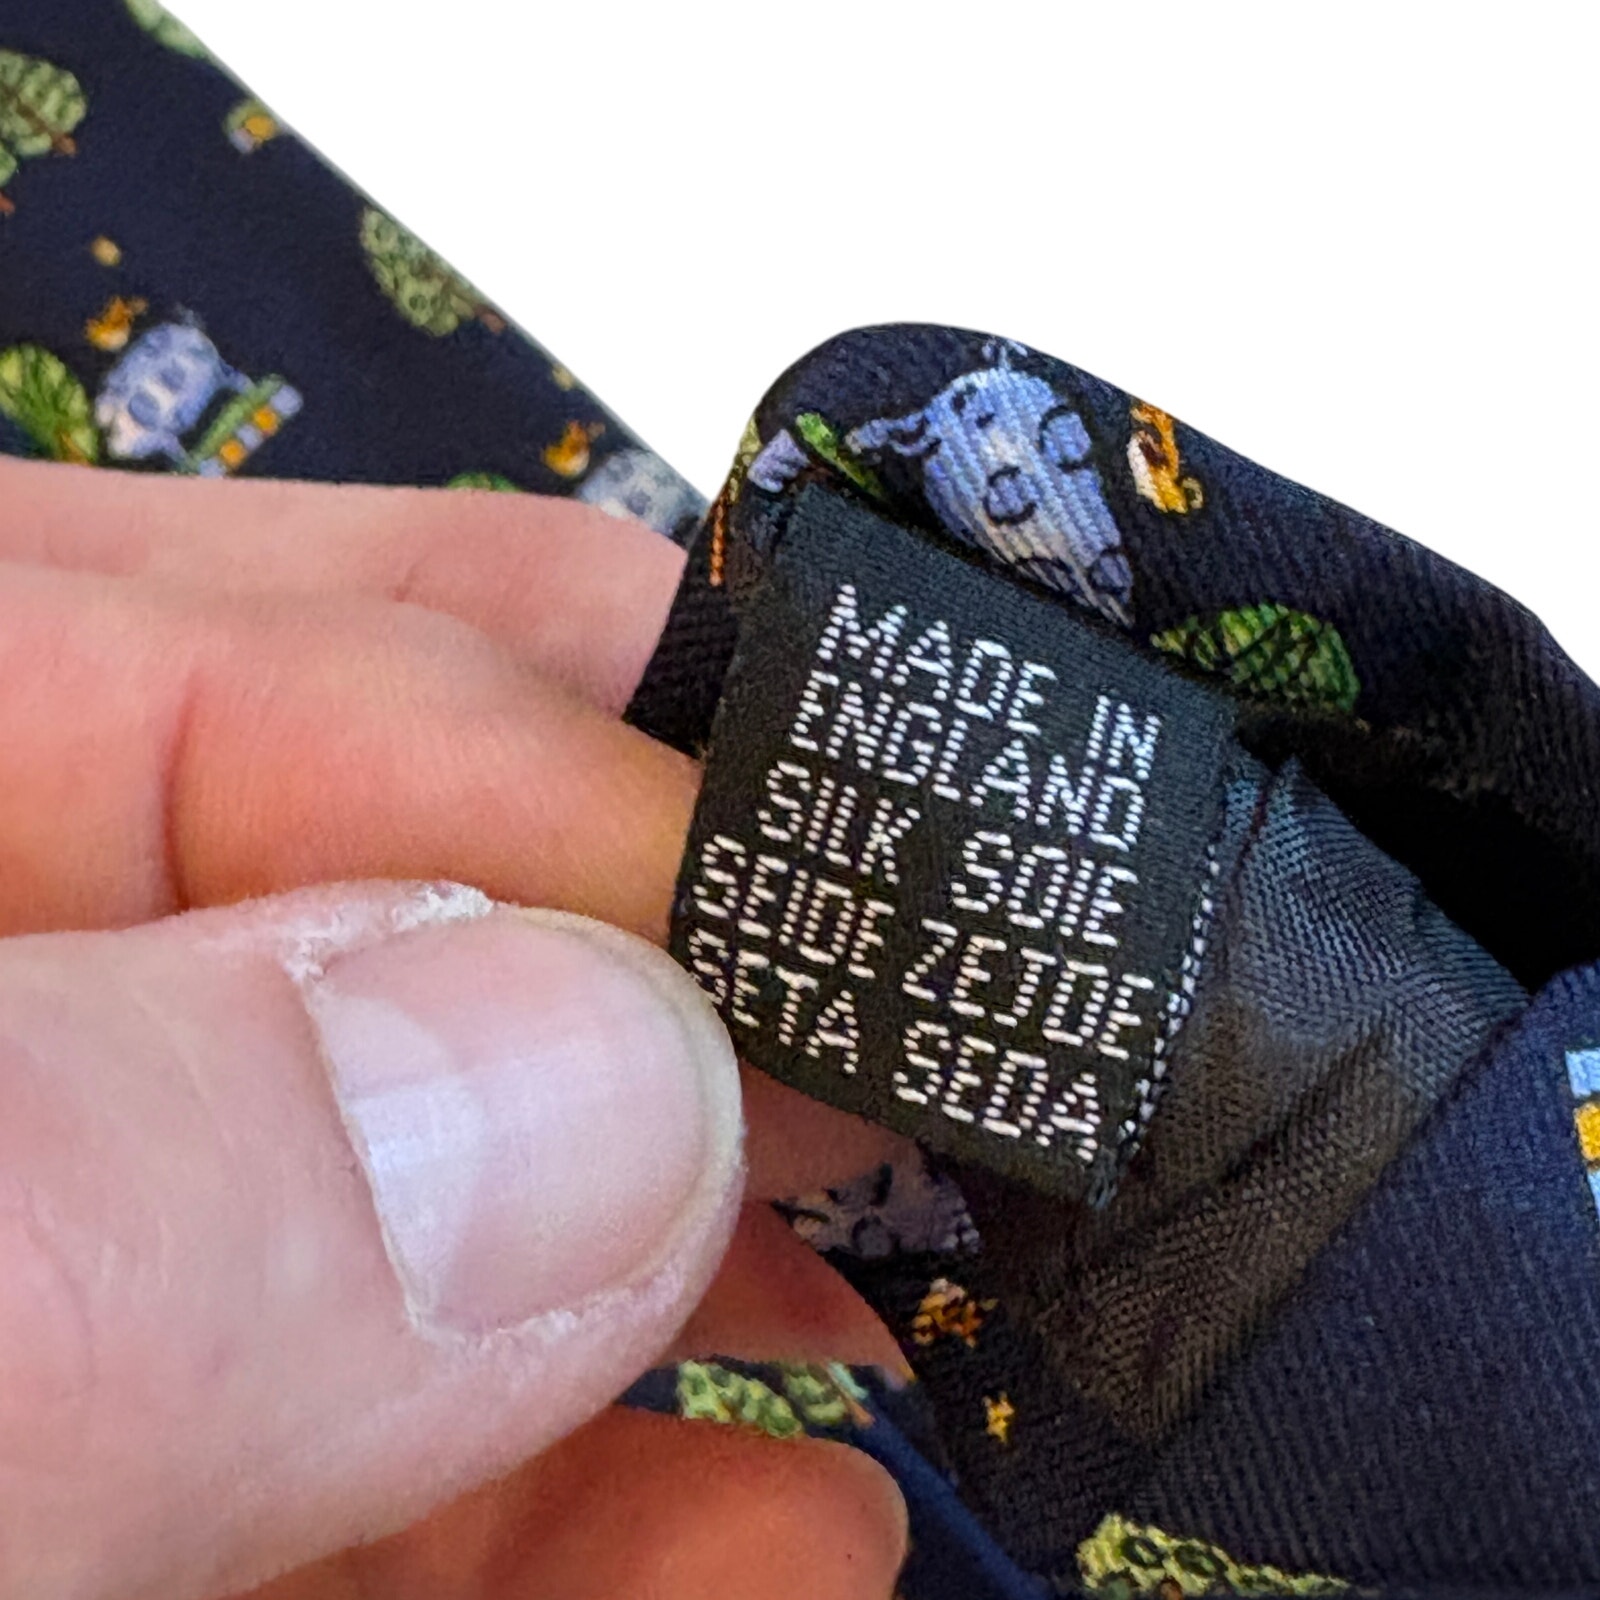 MADE IN
ENGLAND
SILK SOIE
SEIDE ZEJDE
SETA SEDA